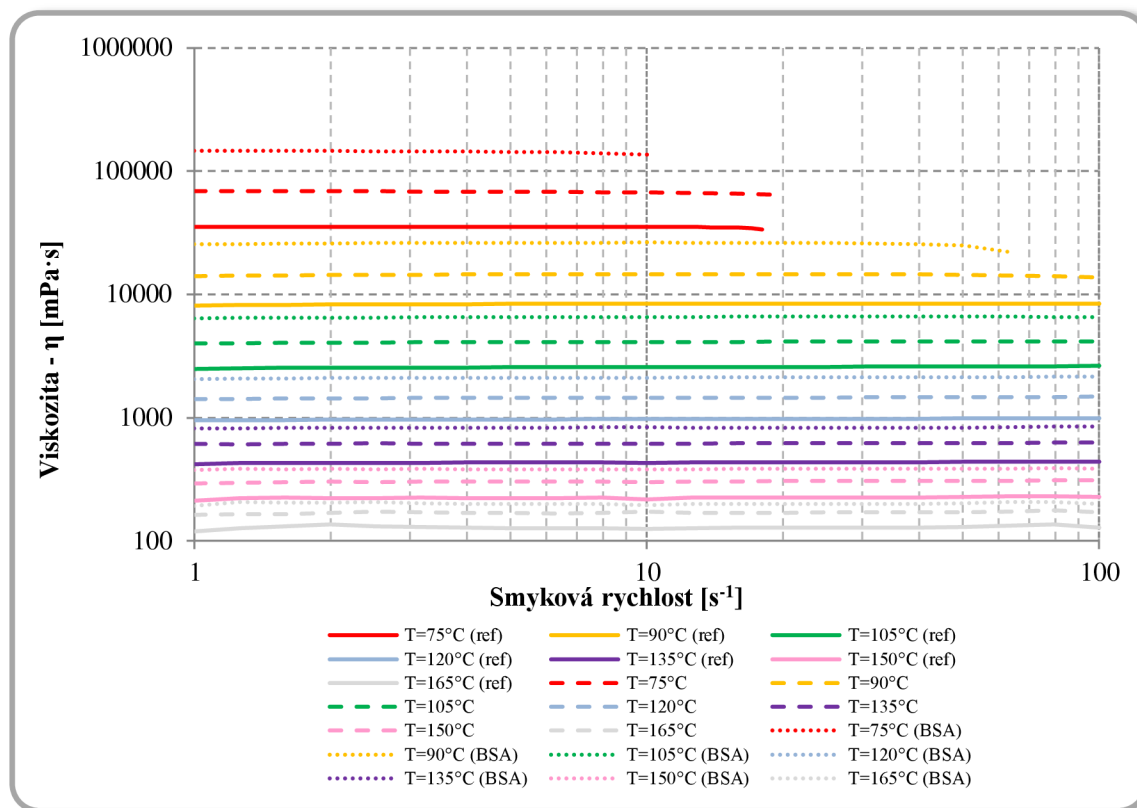 1000000
100000
10000
1000
100
Viskozita - η [mPa·s]
1 10 100
Smyková rychlost [s⁻¹]
T=75°C (ref) T=90°C (ref) T=105°C (ref)
T=120°C (ref) T=135°C (ref) T=150°C (ref)
T=165°C (ref) T=75°C T=90°C
T=105°C T=120°C T=135°C
T=150°C T=165°C T=75°C (BSA)
T=90°C (BSA) T=105°C (BSA) T=120°C (BSA)
T=135°C (BSA) T=150°C (BSA) T=165°C (BSA)